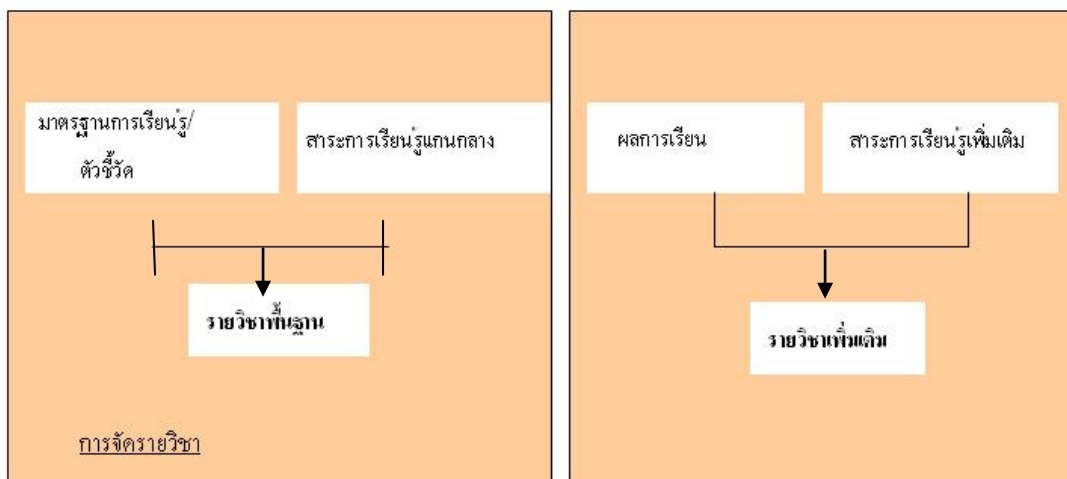 มาตรฐานการเรียนรู้/
ตัวชี้วัด
สาระการเรียนรู้แกนกลาง
รายวิชาพื้นฐาน
การจัดรายวิชา
ผลการเรียน
สาระการเรียนรู้เพิ่มเติม
รายวิชาเพิ่มเติม